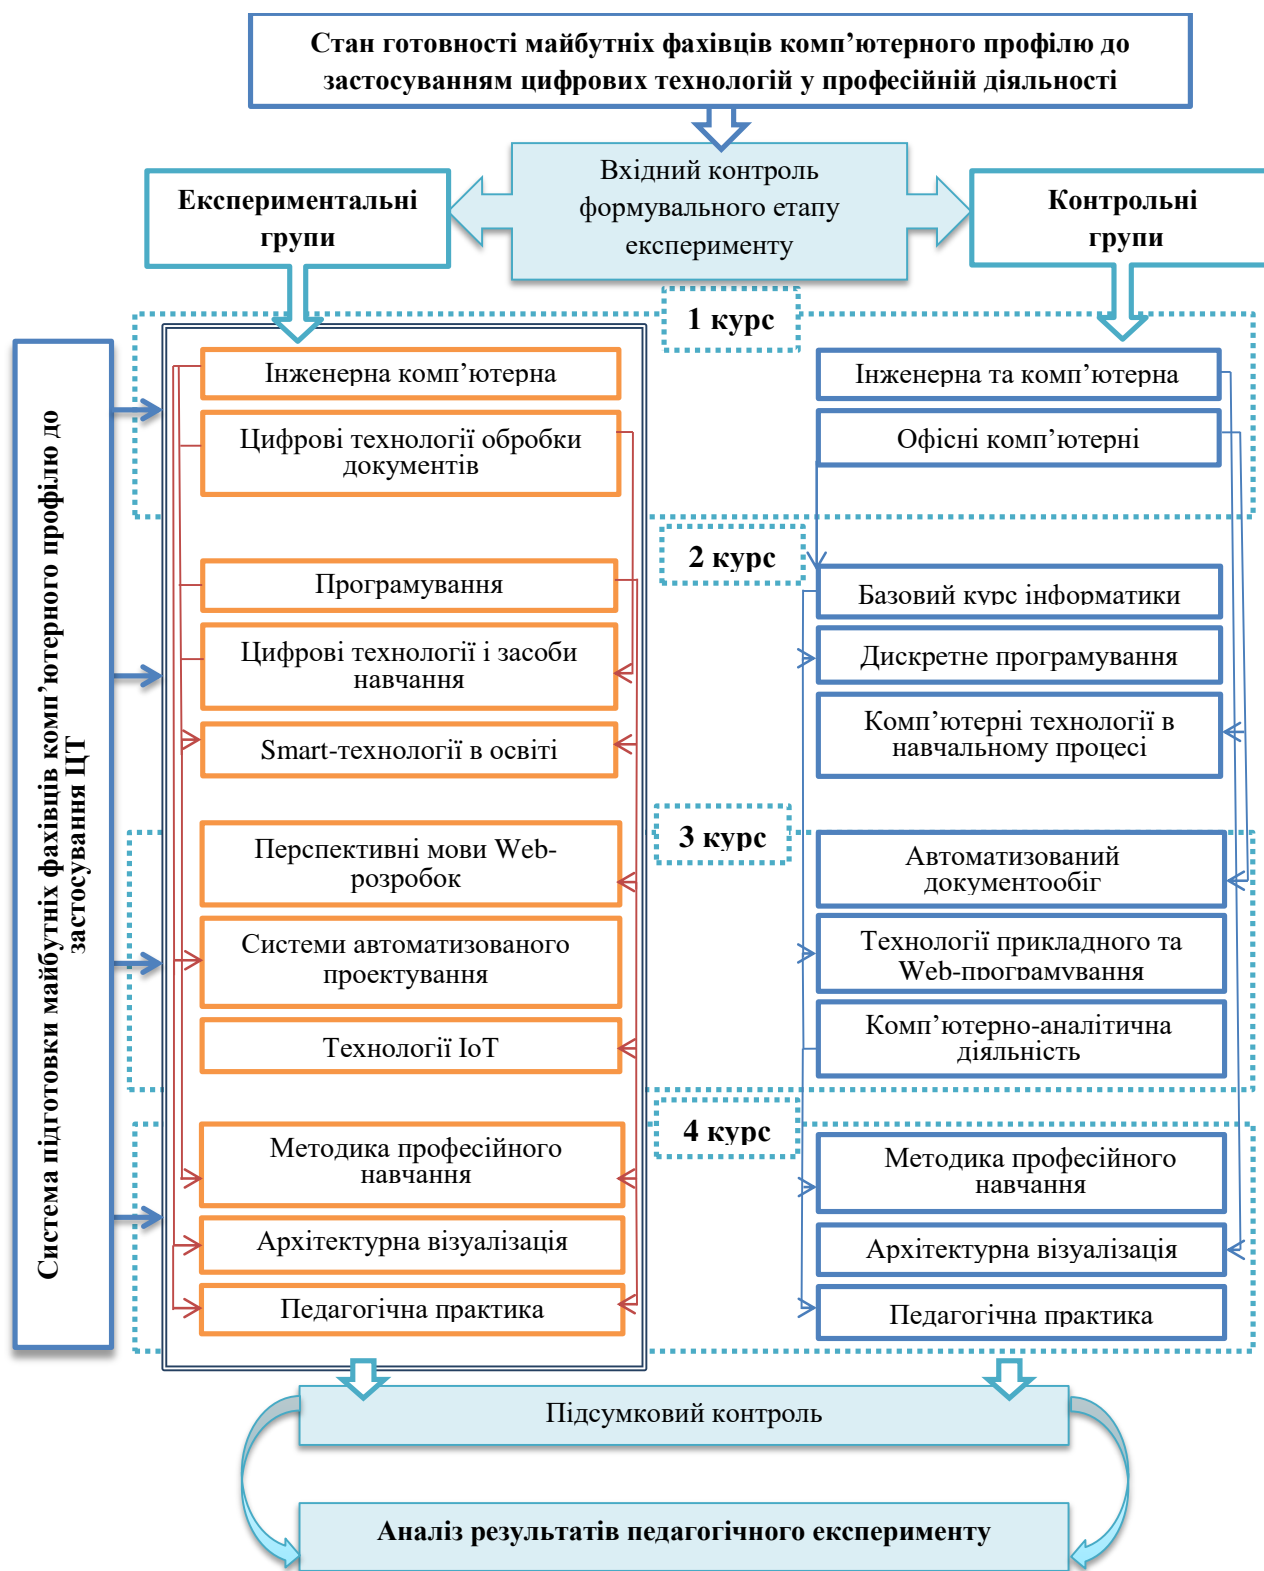 Стан готовності майбутніх фахівців комп’ютерного профілю до
застосуванням цифрових технологій у професійній діяльності
Вхідний контроль
формувального етапу
експерименту
Експериментальні
групи
Контрольні
групи
1 курс
Система підготовки майбутніх фахівців комп’ютерного профілю до
застосування ЦТ
Інженерна комп’ютерна
Цифрові технології обробки
документів
Інженерна та комп’ютерна
Офісні комп’ютерні
2 курс
Програмування
Цифрові технології і засоби
навчання
Smart-технології в освіті
Базовий курс інформатики
Дискретне програмування
Комп’ютерні технології в
навчальному процесі
3 курс
Перспективні мови Web-
розробок
Системи автоматизованого
проектування
Технології IoT
Автоматизований
документообіг
Технології прикладного та
Web-програмування
Комп’ютерно-аналітична
діяльність
4 курс
Методика професійного
навчання
Архітектурна візуалізація
Педагогічна практика
Методика професійного
навчання
Архітектурна візуалізація
Педагогічна практика
Підсумковий контроль
Аналіз результатів педагогічного експерименту